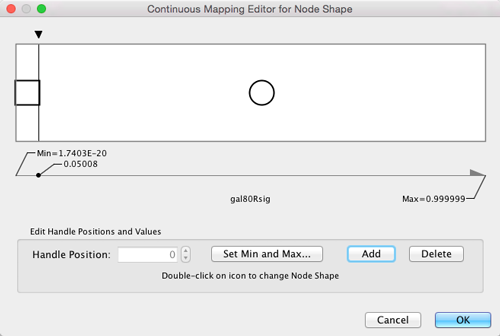 Continuous Mapping Editor for Node Shape
Min=1.7403E-20
0.05008
gal80Rsig
Max=0.999999
Edit Handle Positions and Values
Handle Position: 0 Set Min and Max... Add Delete
Double-click on icon to change Node Shape
Cancel OK